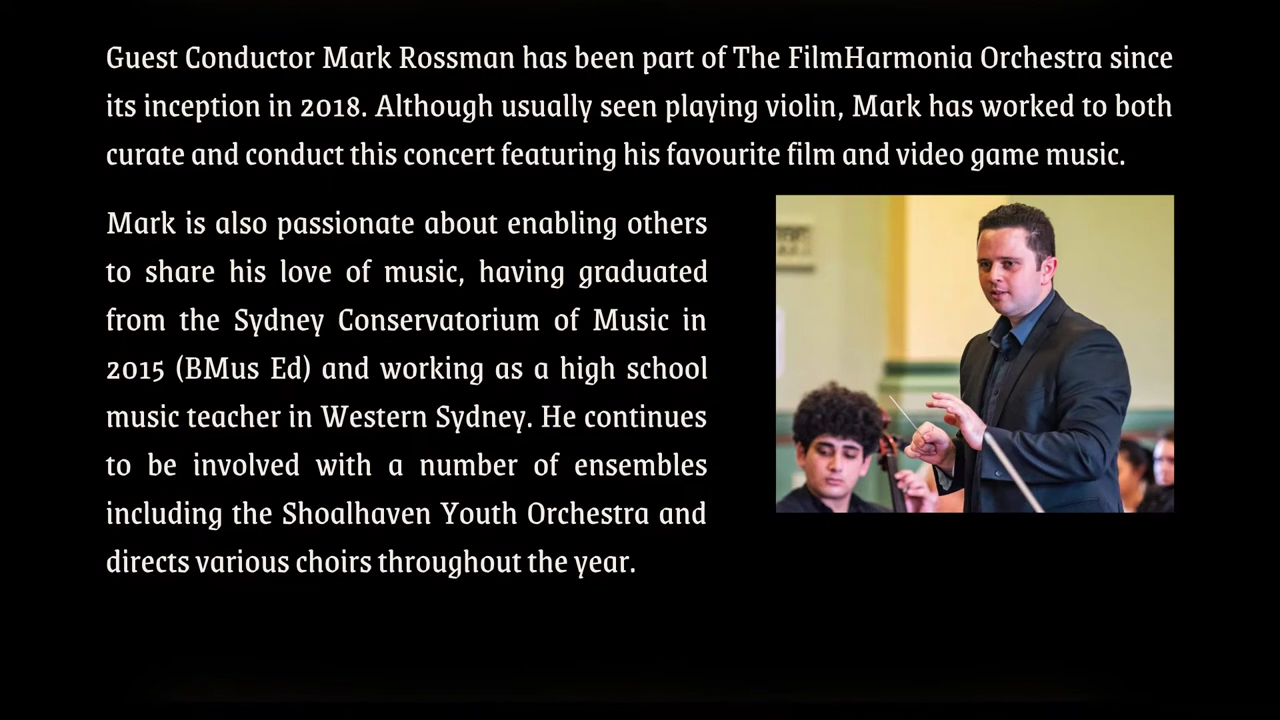 Guest Conductor Mark Rossman has been part of The FilmHarmonia Orchestra since
its inception in 2018. Although usually seen playing violin, Mark has worked to both
curate and conduct this concert featuring his favourite film and video game music.
Mark is also passionate about enabling others
to share his love of music, having graduated
from the Sydney Conservatorium of Music in
2015 (BMus Ed) and working as a high school
music teacher in Western Sydney. He continues
to be involved with a number of ensembles
including the Shoalhaven Youth Orchestra and
directs various choirs throughout the year.